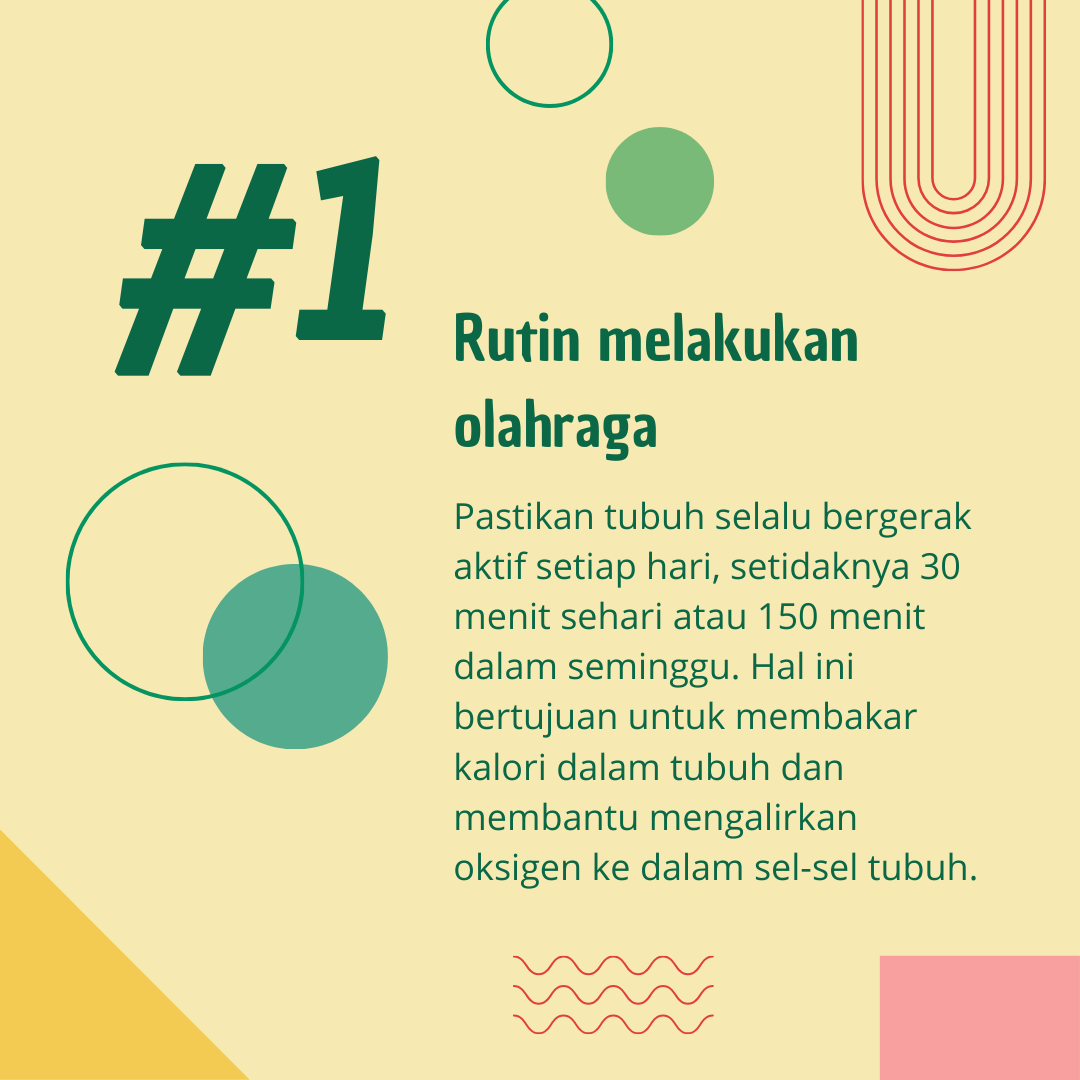 #1
Rutin melakukan
olahraga
Pastikan tubuh selalu bergerak
aktif setiap hari, setidaknya 30
menit sehari atau 150 menit
dalam seminggu. Hal ini
bertujuan untuk membakar
kalori dalam tubuh dan
membantu mengalirkan
oksigen ke dalam sel-sel tubuh.